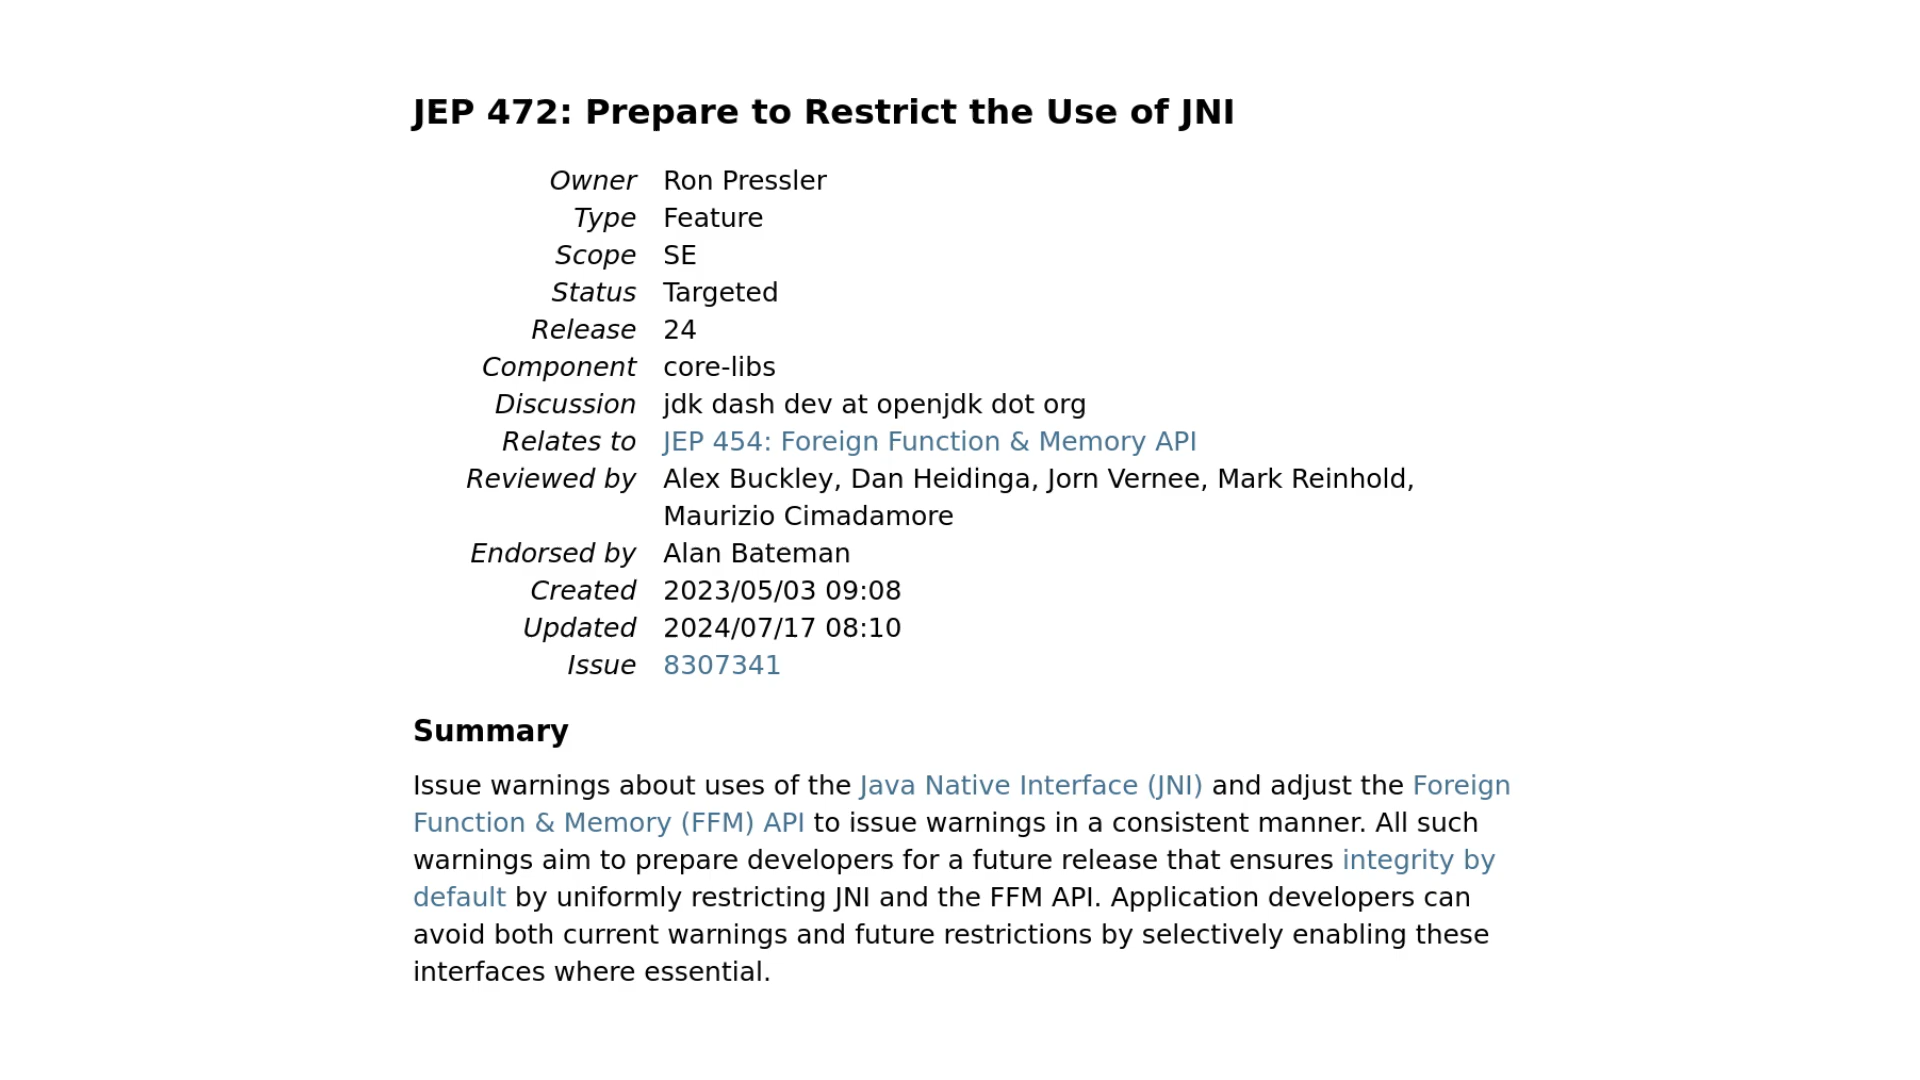 JEP 472: Prepare to Restrict the Use of JNI
Owner Ron Pressler
Type Feature
Scope SE
Status Targeted
Release 24
Component core-libs
Discussion jdk dash dev at openjdk dot org
Relates to JEP 454: Foreign Function & Memory API
Reviewed by Alex Buckley, Dan Heidinga, Jorn Vernee, Mark Reinhold,
Maurizio Cimadamore
Endorsed by Alan Bateman
Created 2023/05/03 09:08
Updated 2024/07/17 08:10
Issue 8307341
Summary
Issue warnings about uses of the Java Native Interface (JNI) and adjust the Foreign
Function & Memory (FFM) API to issue warnings in a consistent manner. All such
warnings aim to prepare developers for a future release that ensures integrity by
default by uniformly restricting JNI and the FFM API. Application developers can
avoid both current warnings and future restrictions by selectively enabling these
interfaces where essential.